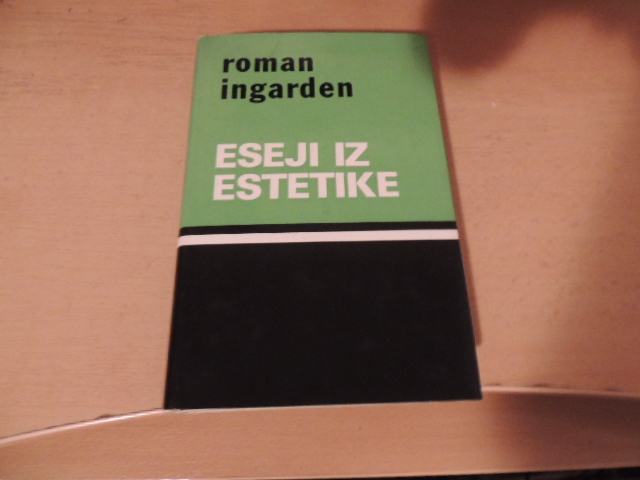 roman
ingarden
ESEJI IZ
ESTETIKE